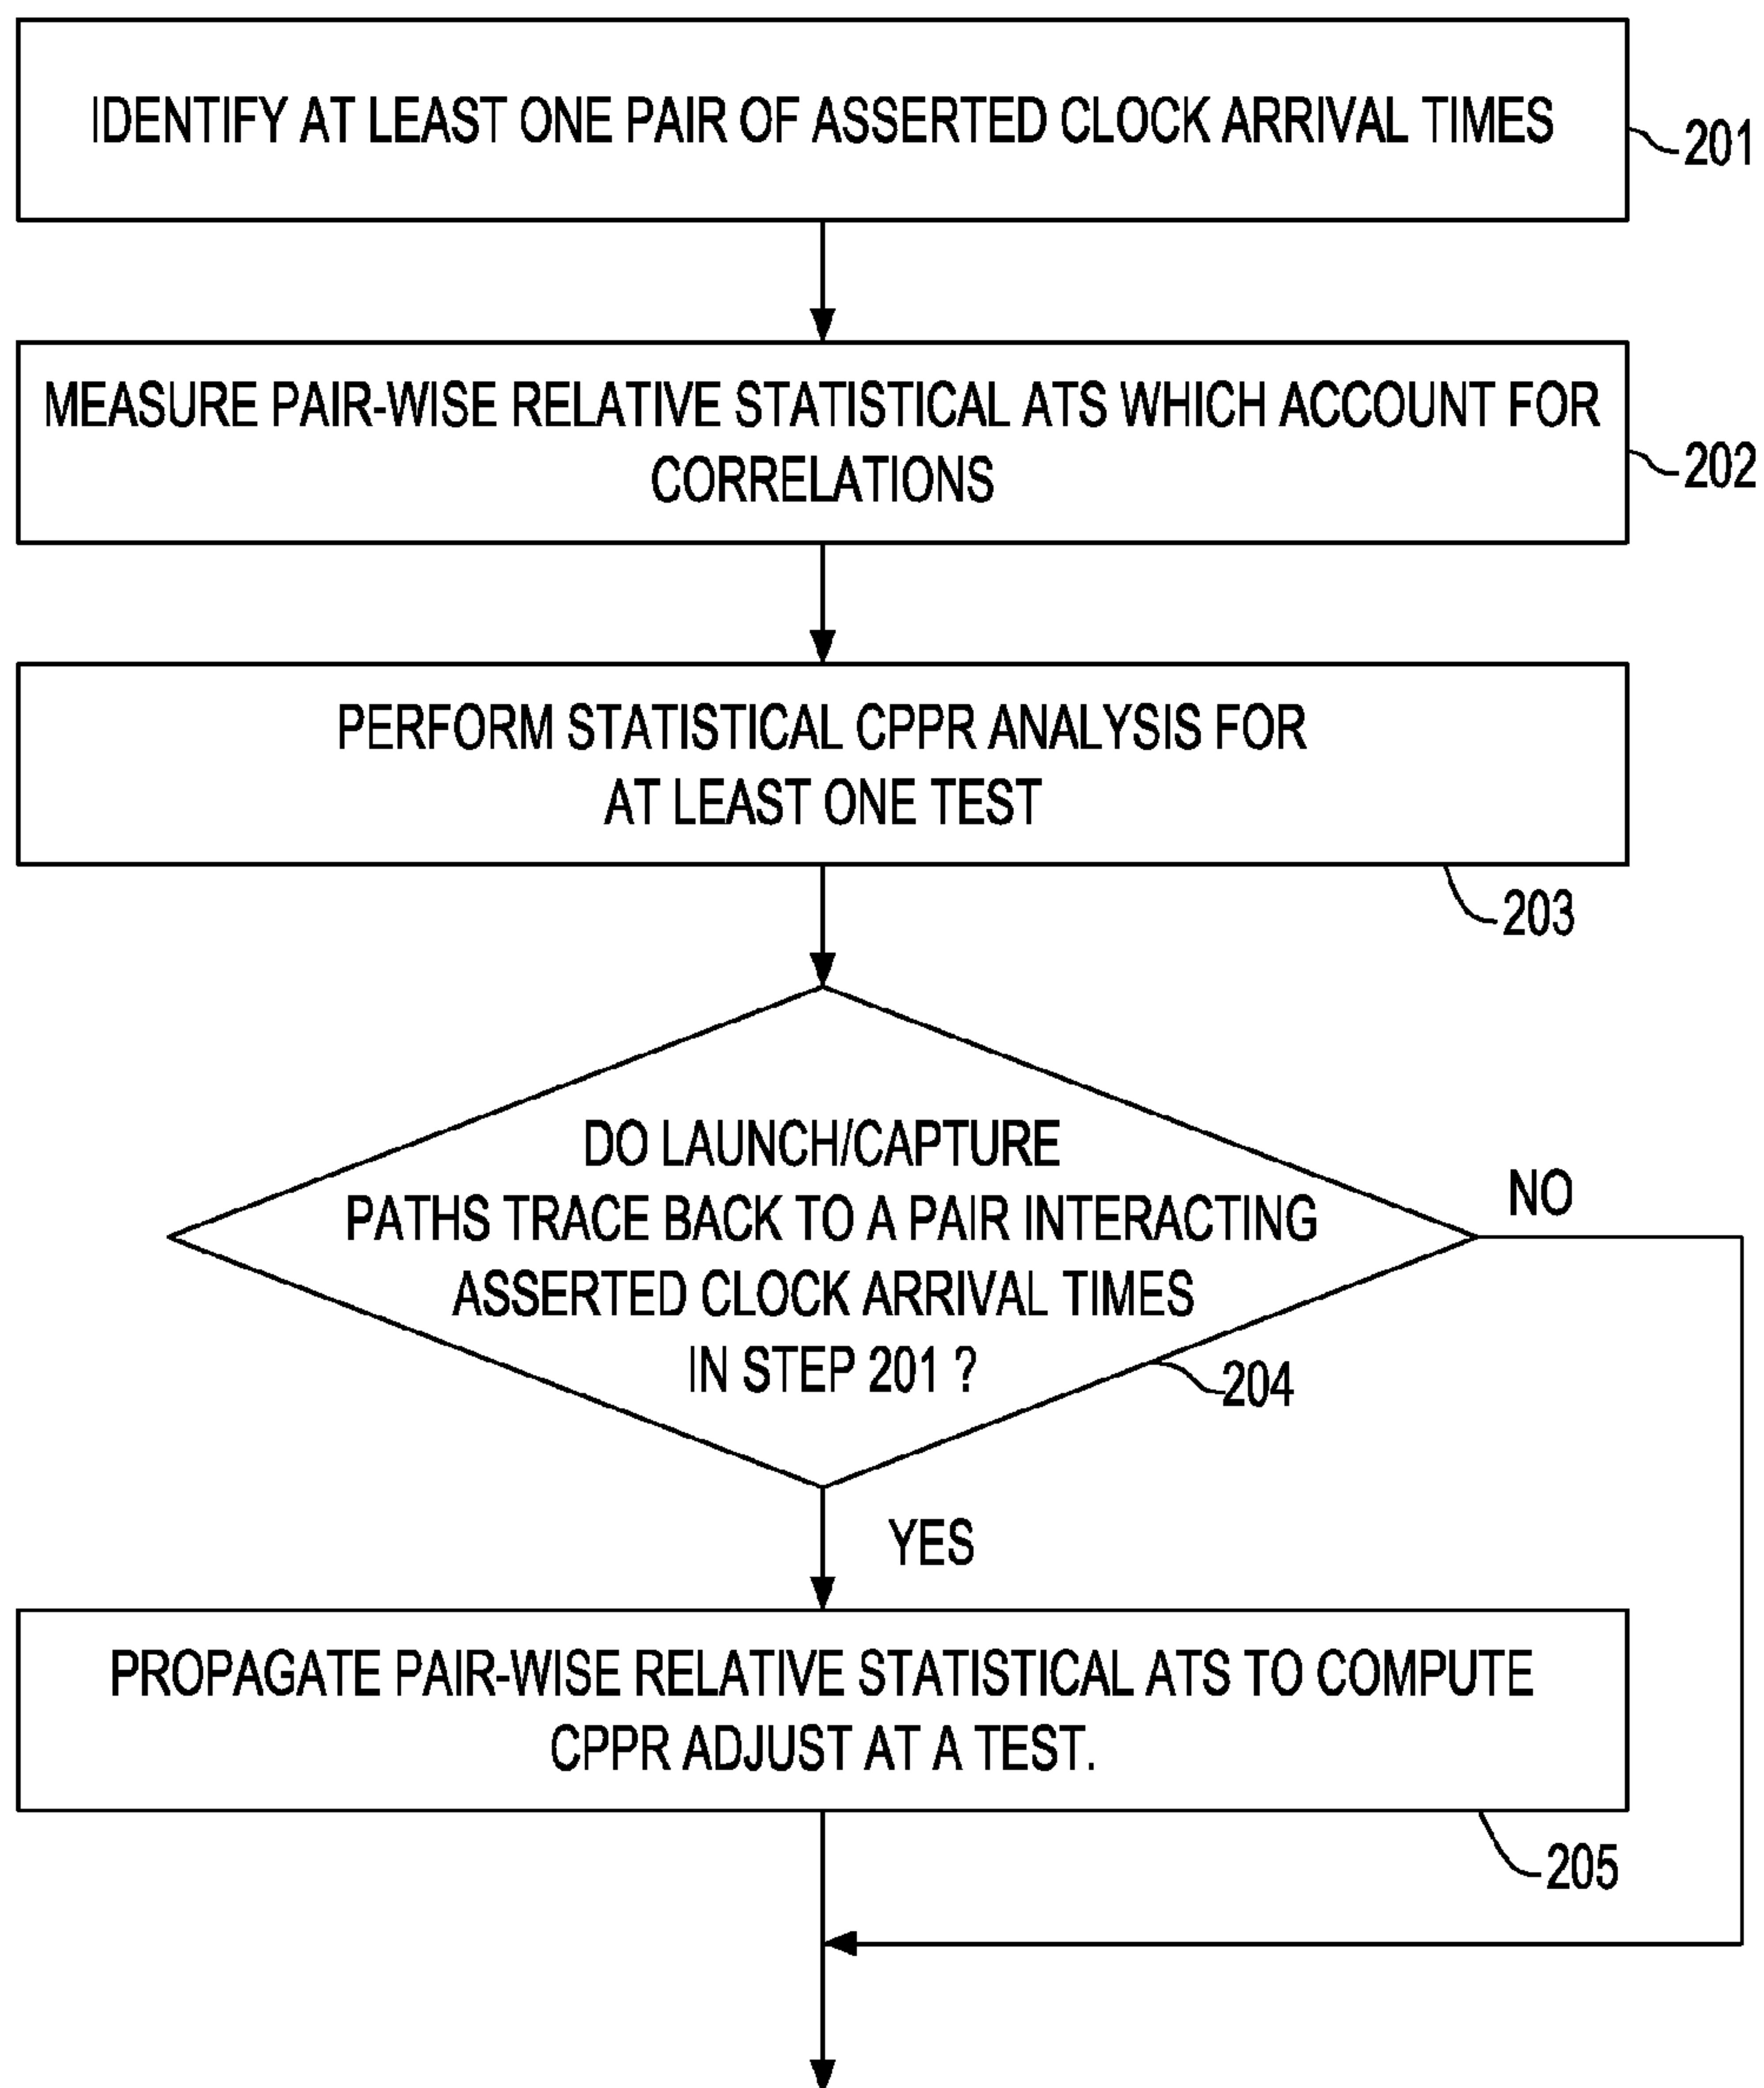 IDENTIFY AT LEAST ONE PAIR OF ASSERTED CLOCK ARRIVAL TIMES
201
MEASURE PAIR-WISE RELATIVE STATISTICAL ATS WHICH ACCOUNT FOR
CORRELATIONS
202
PERFORM STATISTICAL CPPR ANALYSIS FOR
AT LEAST ONE TEST
203
DO LAUNCH/CAPTURE
PATHS TRACE BACK TO A PAIR INTERACTING
ASSERTED CLOCK ARRIVAL TIMES
IN STEP 201 ?
NO
204
YES
PROPAGATE PAIR-WISE RELATIVE STATISTICAL ATS TO COMPUTE
CPPR ADJUST AT A TEST.
205